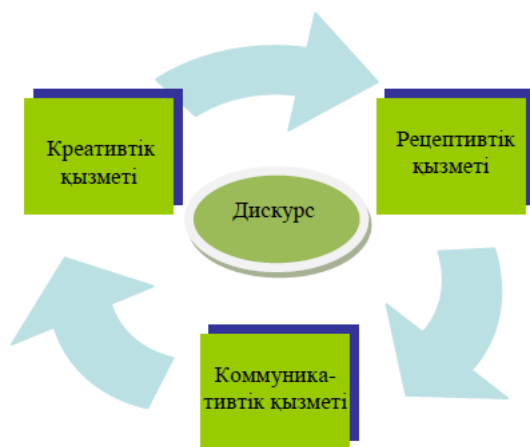 Креативтік
қызметі
Рецептивтік
қызметі
Дискурс
Коммуника-
тивтік қызметі